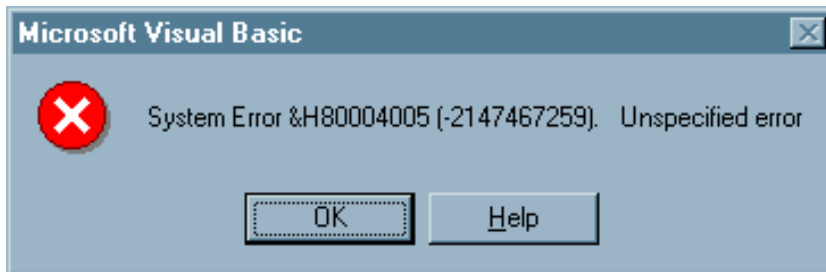 Microsoft Visual Basic
System Error &H80004005 (-2147467259).   Unspecified error
OK
Help